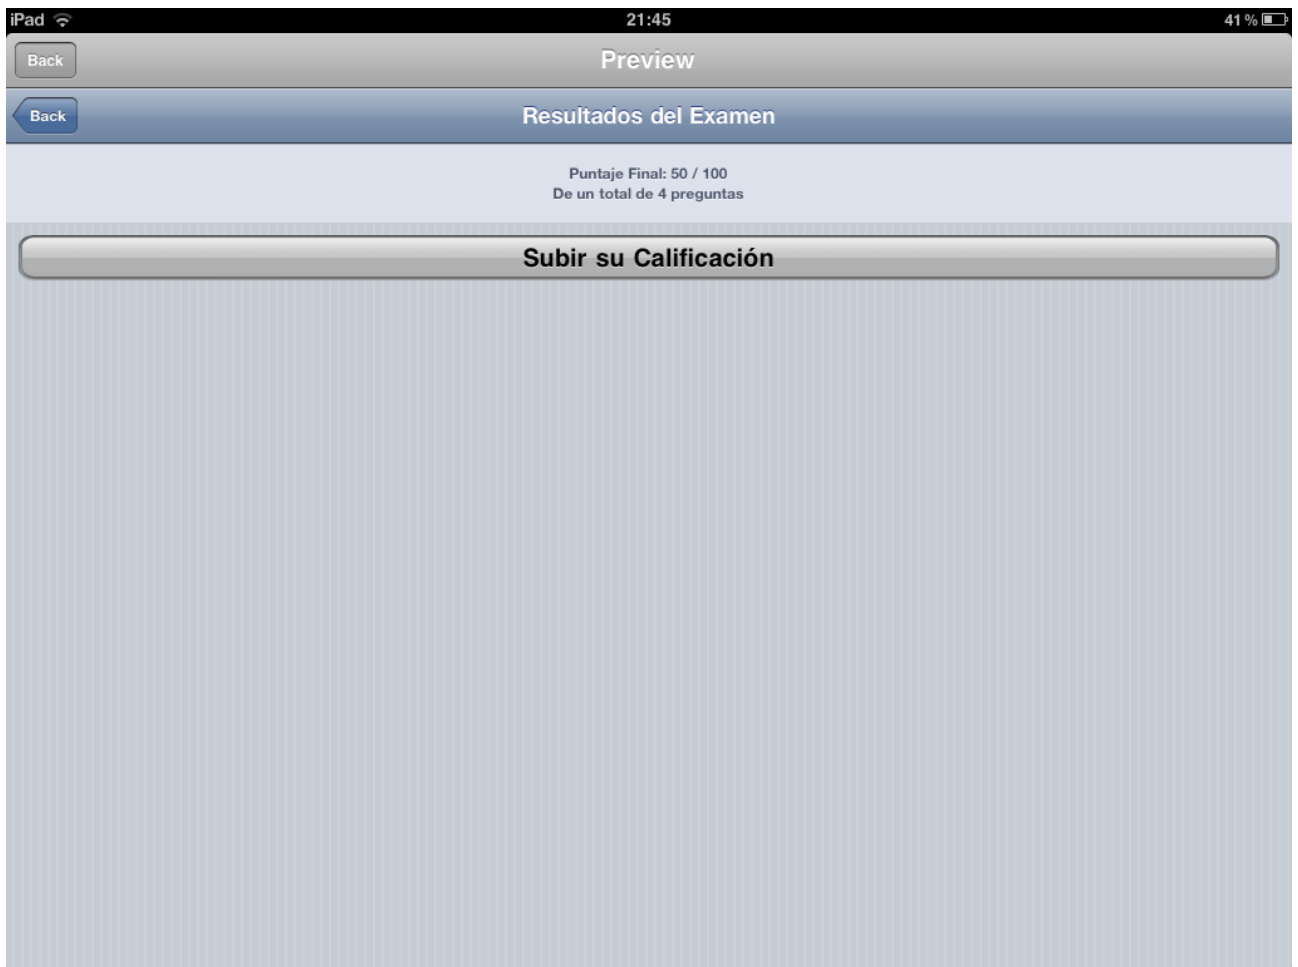 iPad 21:45 41 %
Back Preview
Back Resultados del Examen
Puntaje Final: 50 / 100
De un total de 4 preguntas
Subir su Calificación